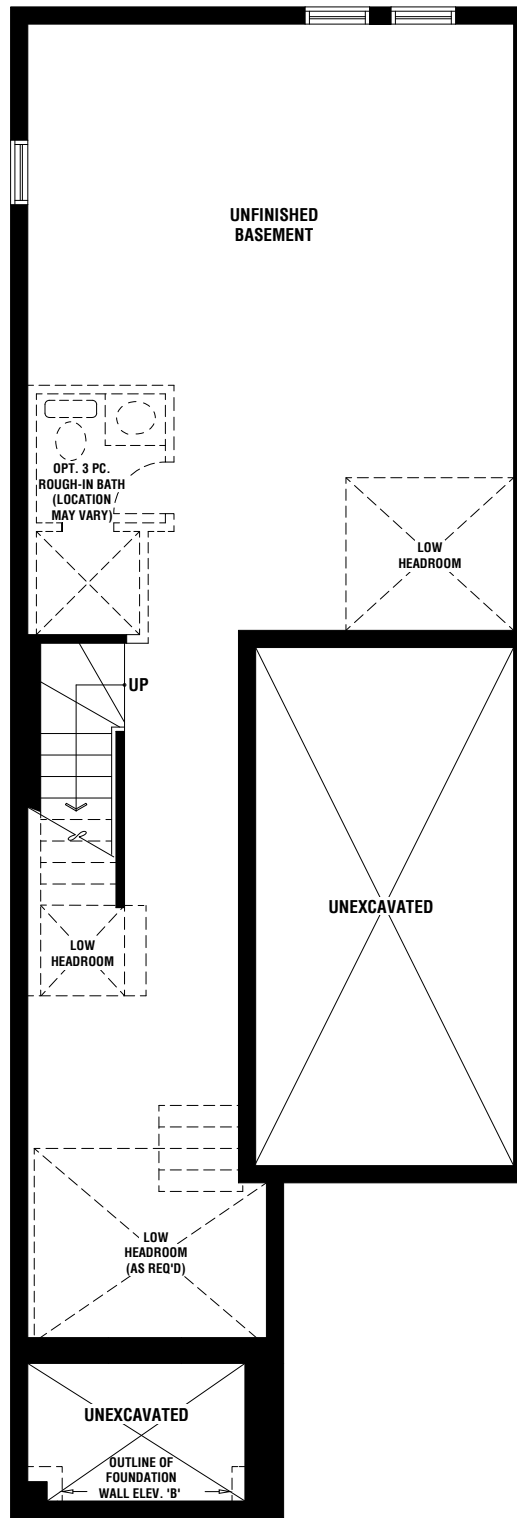 UNFINISHED
BASEMENT
OPT. 3 PC.
ROUGH-IN BATH
(LOCATION
MAY VARY)
LOW
HEADROOM
UP
UNEXCAVATED
LOW
HEADROOM
LOW
HEADROOM
(AS REQ'D)
UNEXCAVATED
OUTLINE OF
FOUNDATION
WALL ELEV. 'B'